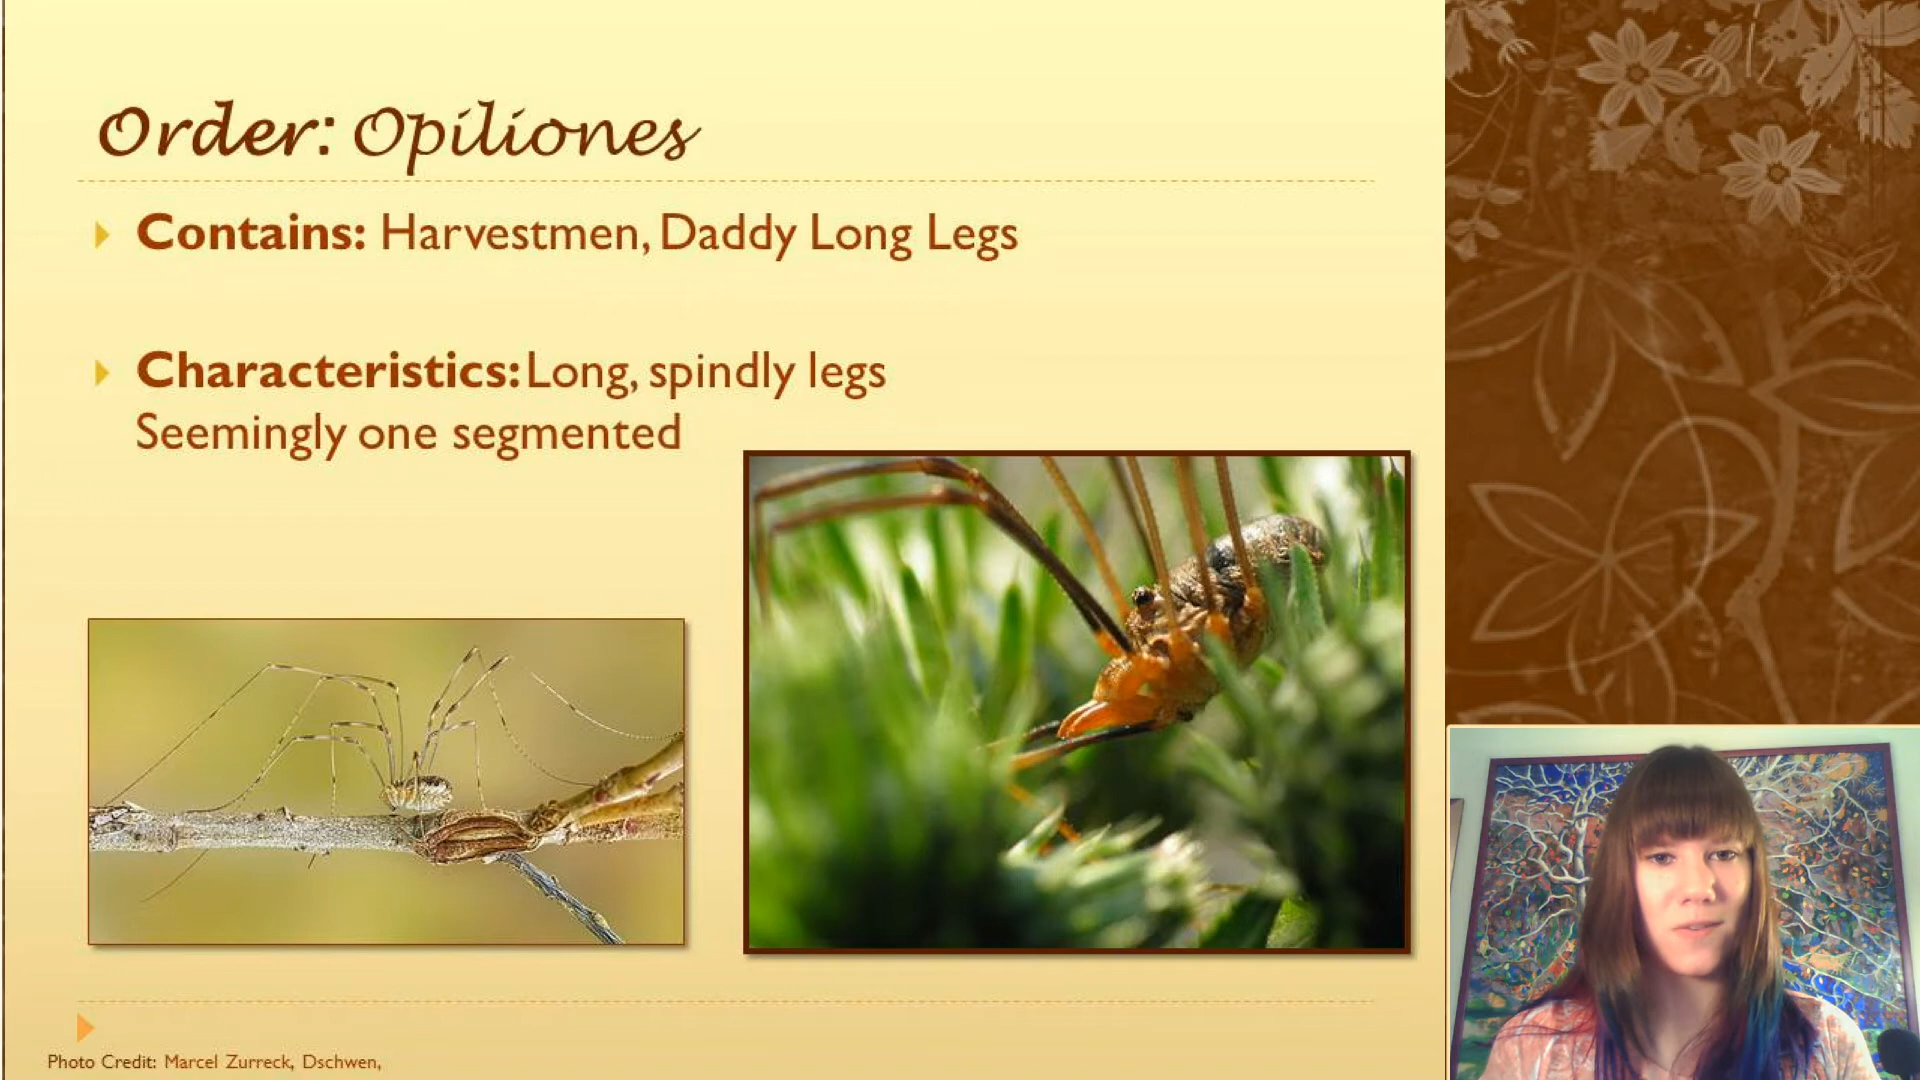 Order: Opiliones
Contains: Harvestmen, Daddy Long Legs
Characteristics: Long, spindly legs
Seemingly one segmented
Photo Credit: Marcel Zurreck, Dschwen,